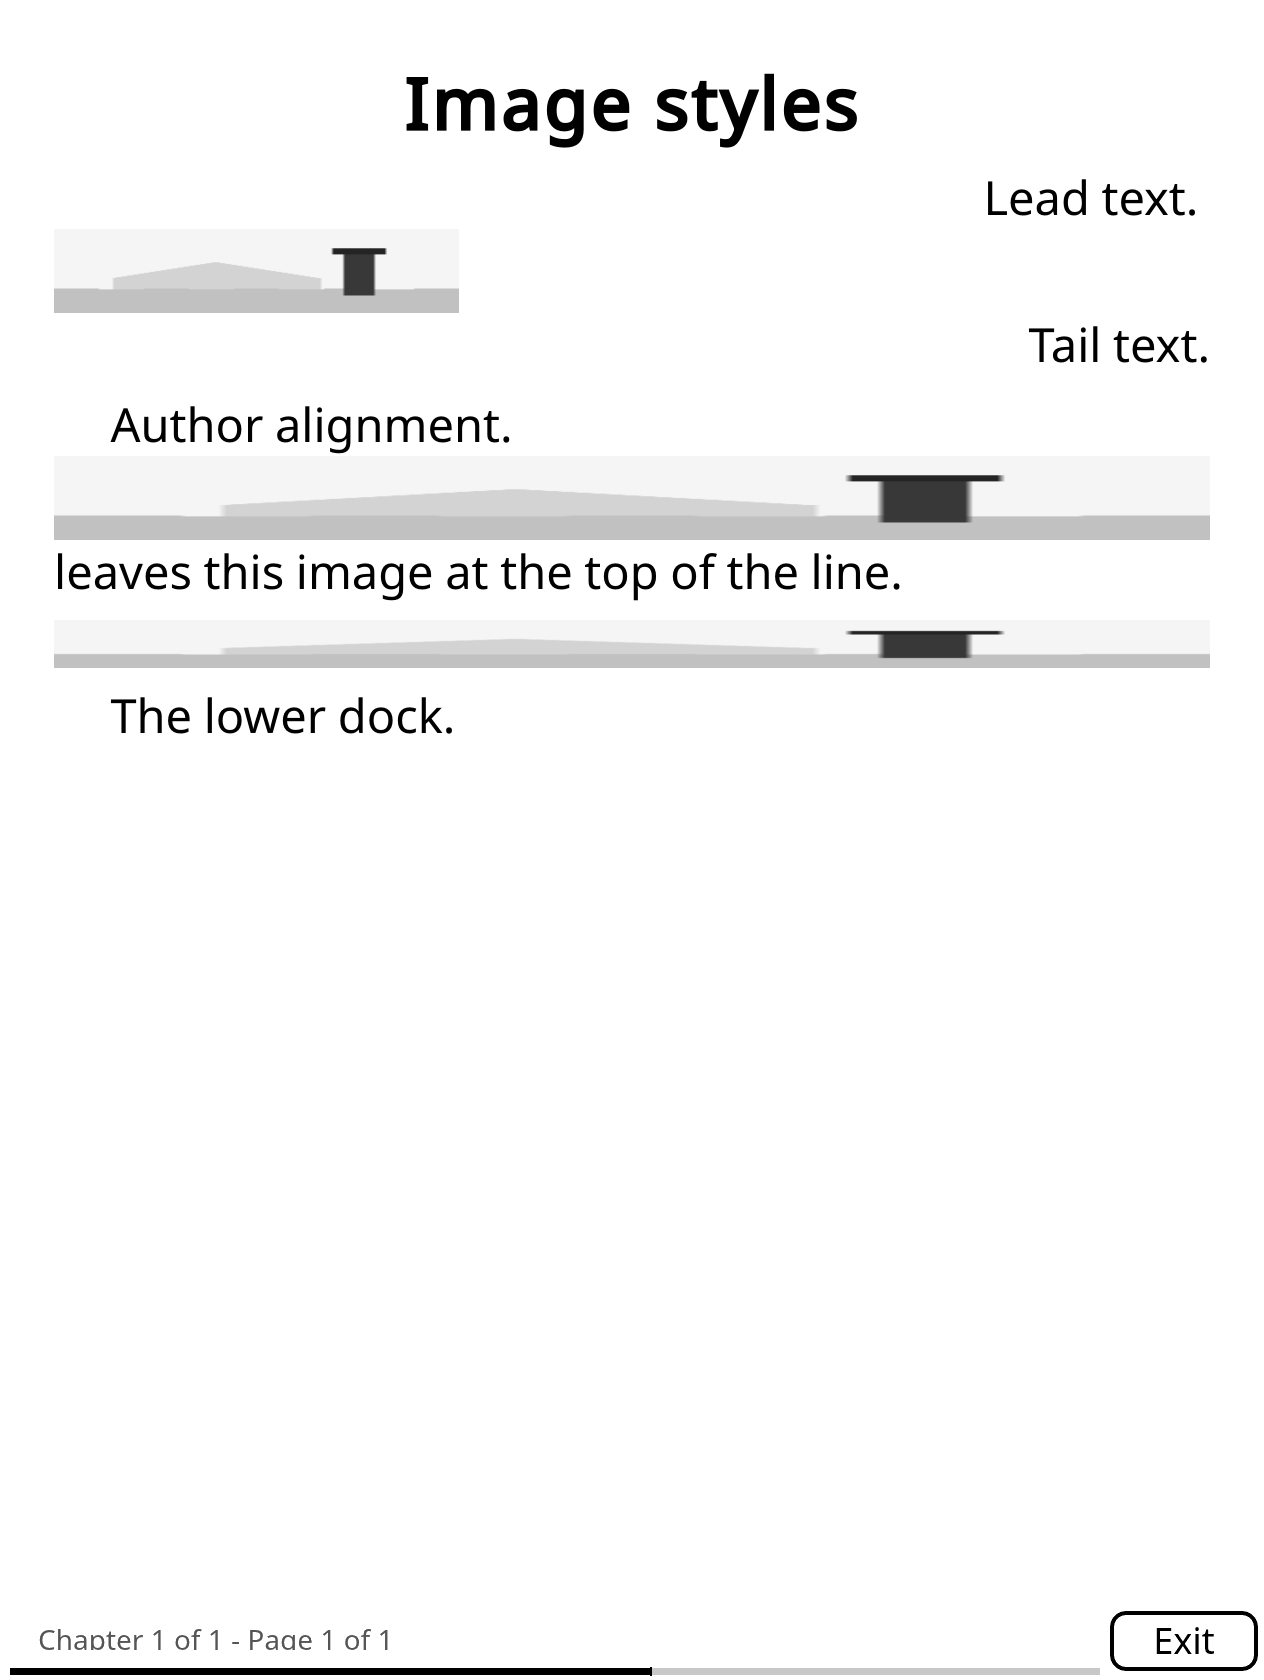 Image styles
Lead text.
Tail text.
Author alignment.
leaves this image at the top of the line.
The lower dock.
Chapter 1 of 1 - Page 1 of 1
Exit